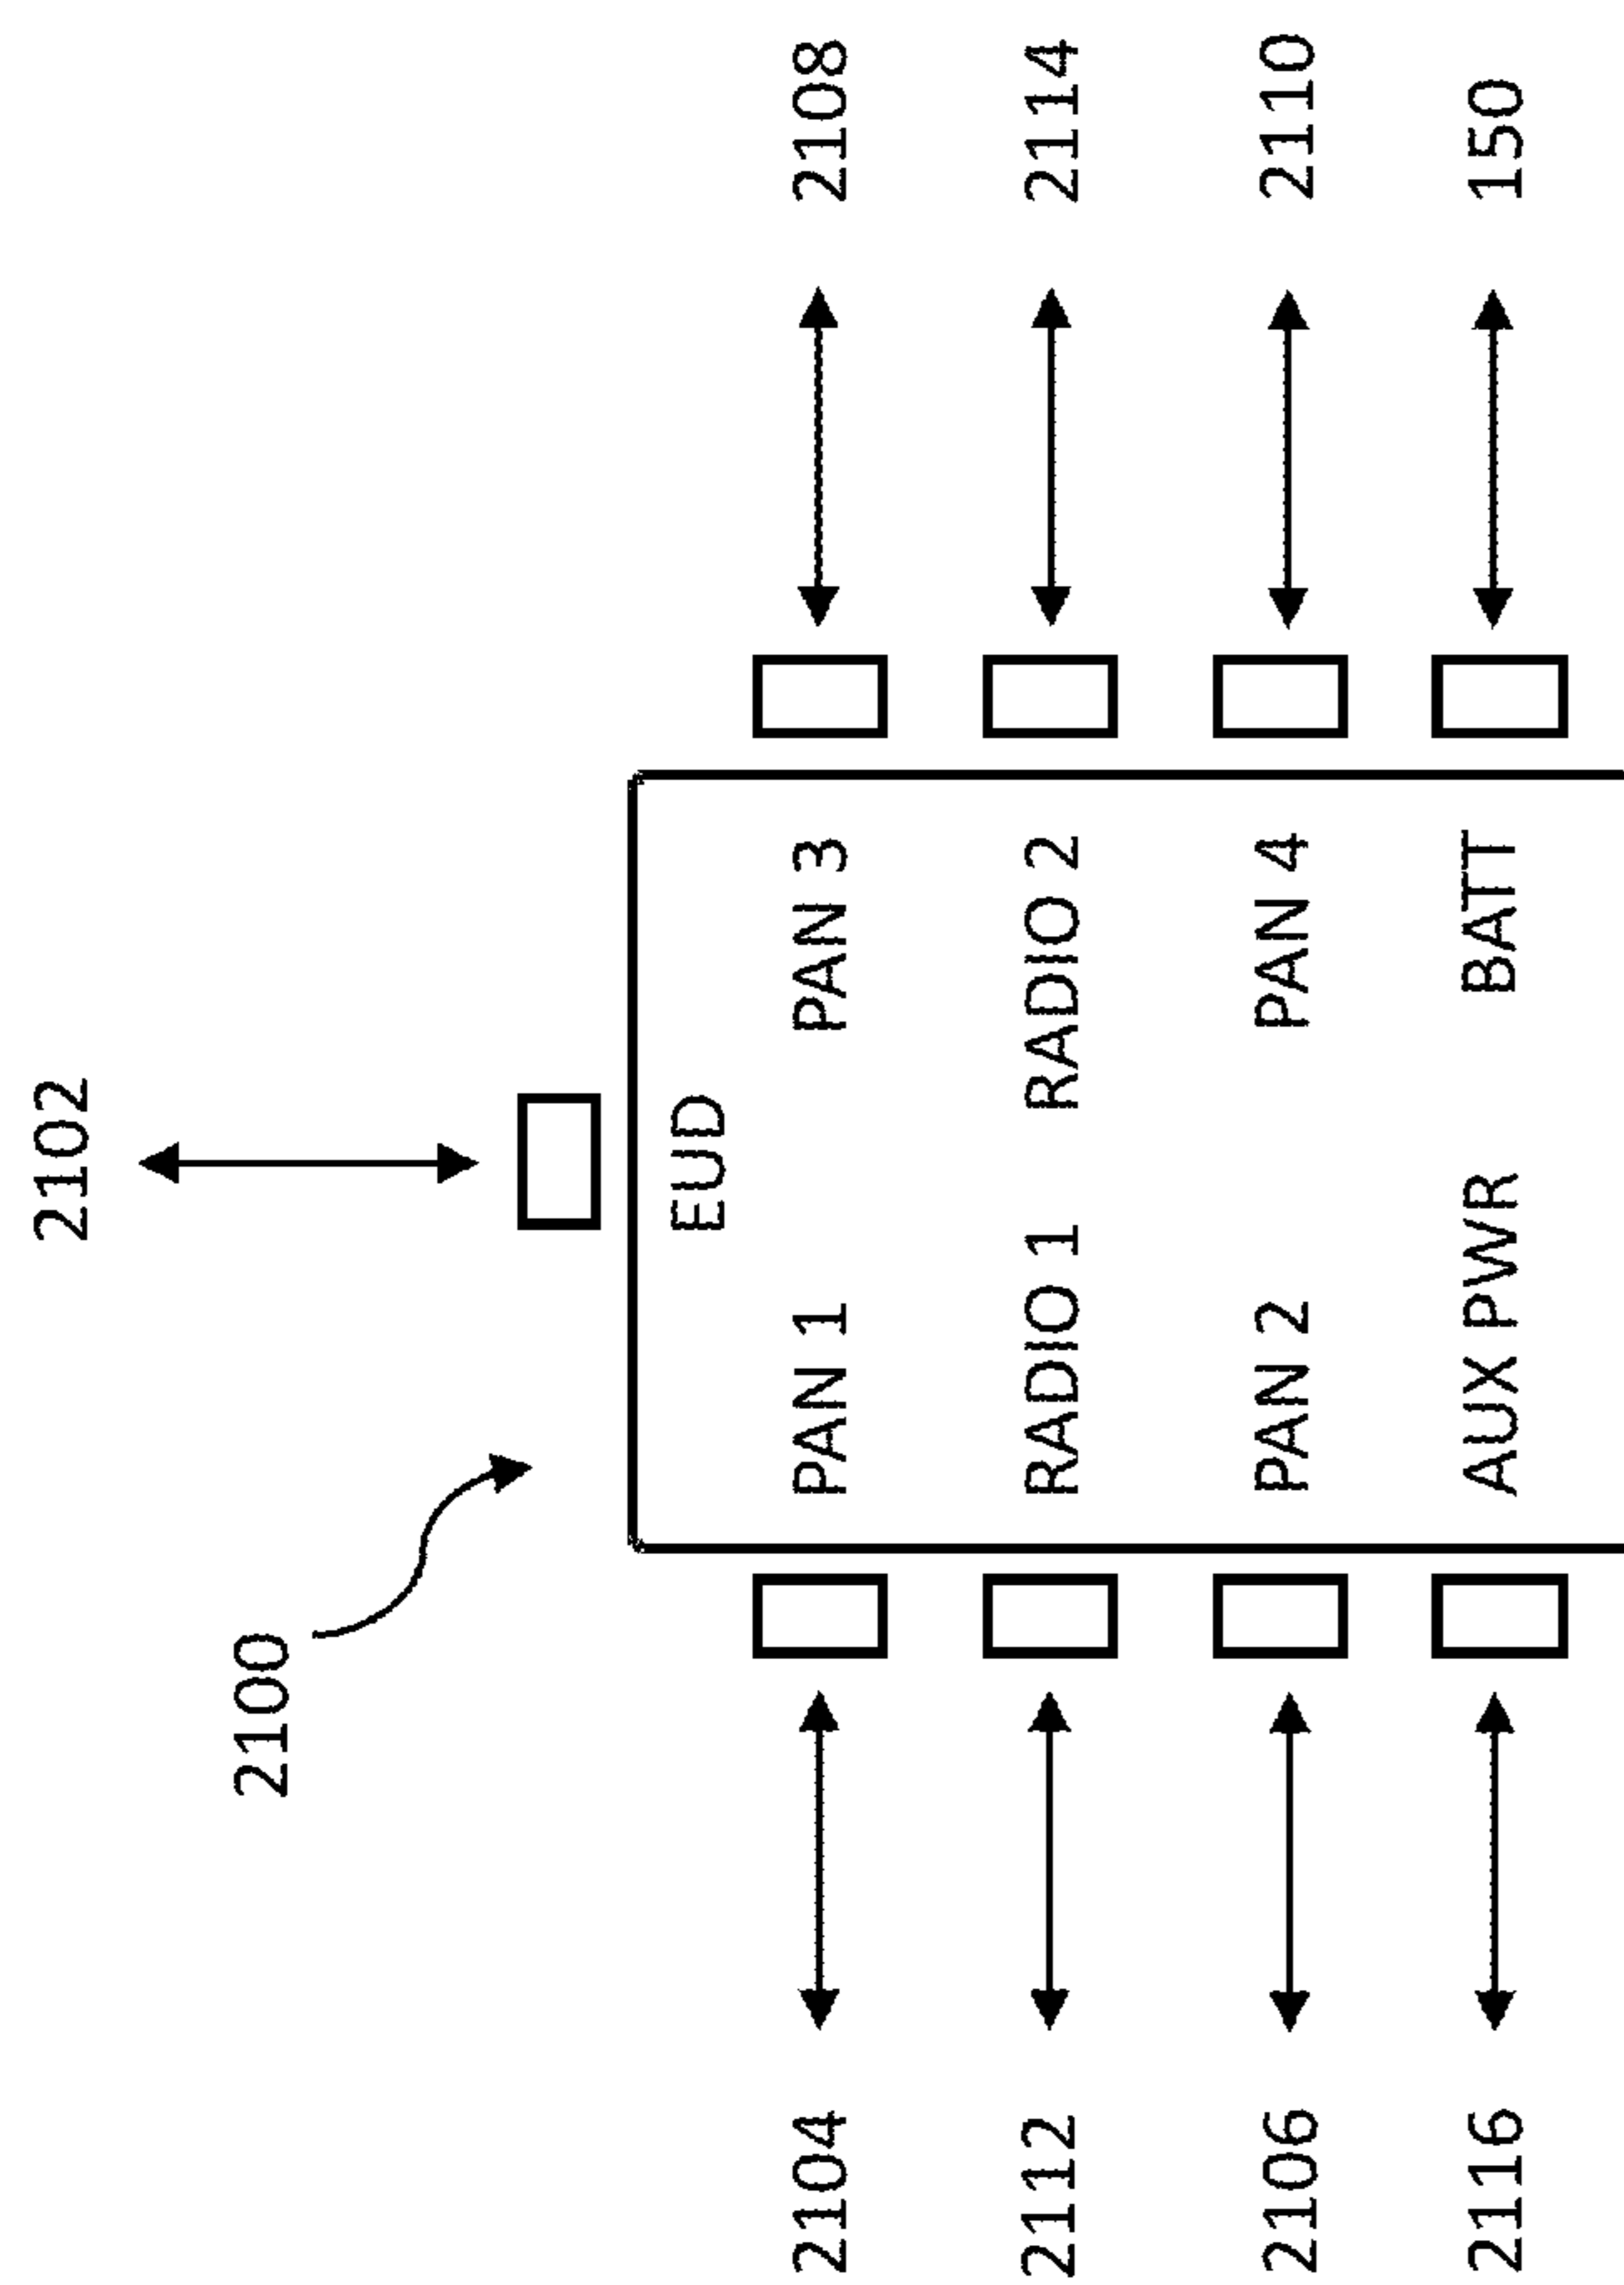 2102
2100
EUD
2104 PAN 1 PAN 3 2108
2112 RADIO 1 RADIO 2 2114
2106 PAN 2 PAN 4 2110
2116 AUX PWR BATT 150